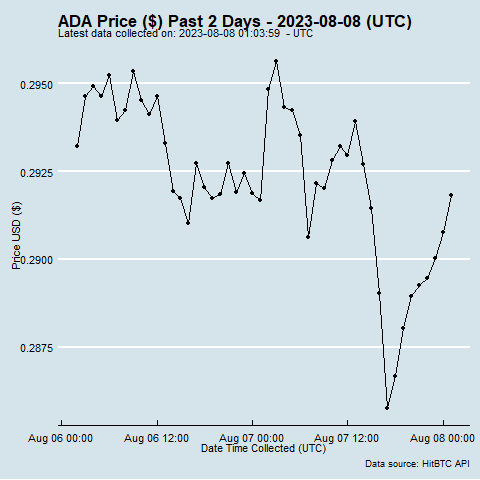 ADA Price ($) Past 2 Days - 2023-08-08 (UTC)
Latest data collected on: 2023-08-08 01:03:59 - UTC
0.2950
0.2925
0.2900
0.2875
Price USD ($)
Aug 06 00:00 Aug 06 12:00 Aug 07 00:00 Aug 07 12:00 Aug 08 00:00
Date Time Collected (UTC)
Data source: HitBTC API